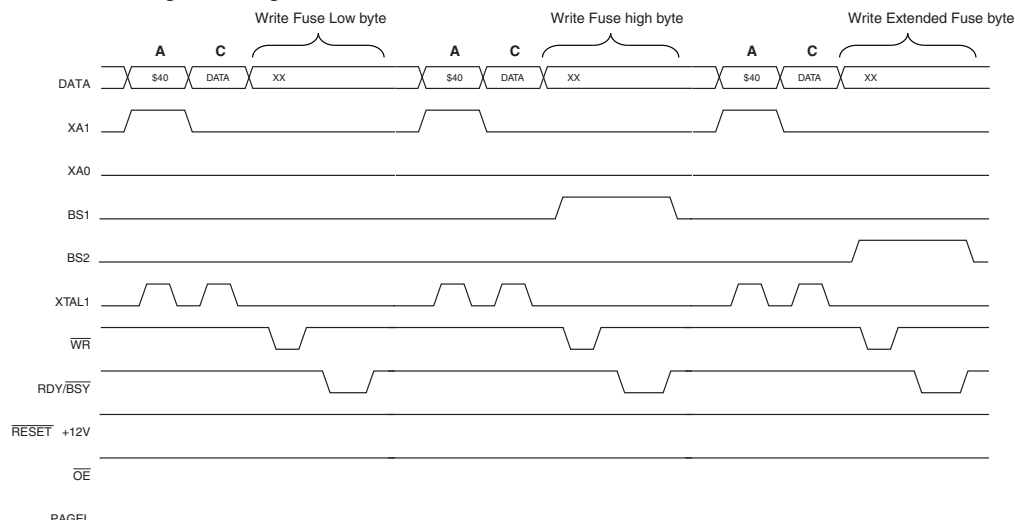 Write Fuse Low byte Write Fuse high byte Write Extended Fuse byte
A C A C A C
DATA $40 DATA XX $40 DATA XX $40 DATA XX
XA1
XA0
BS1
BS2
XTAL1
WR
RDY/BSY
RESET +12V
OE
PAGEL